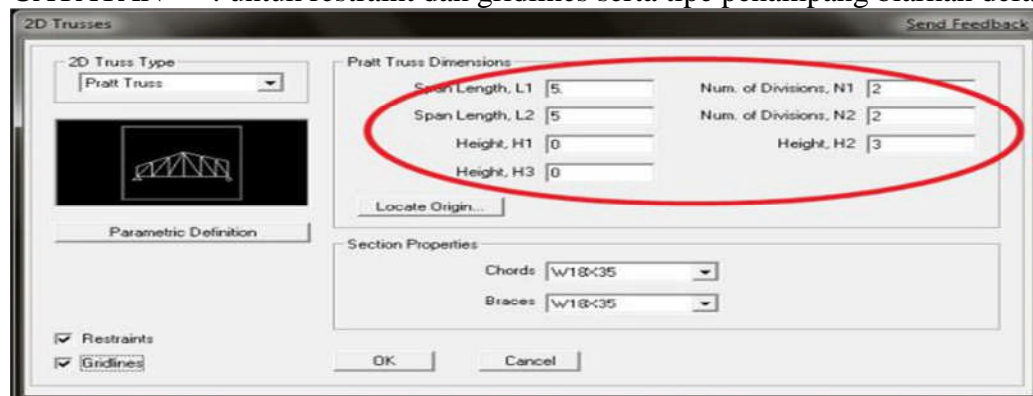 2D Trusses
Send Feedback
2D Truss Type
Pratt Truss
Parametric Definition
Restraints
Gridlines
Pratt Truss Dimensions
Span Length, L1 5.
Num. of Divisions, N1 2
Span Length, L2 5
Num. of Divisions, N2 2
Height, H1 0
Height, H2 3
Height, H3 0
Locate Origin...
Section Properties
Chords W18X35
Braces W18X35
OK
Cancel